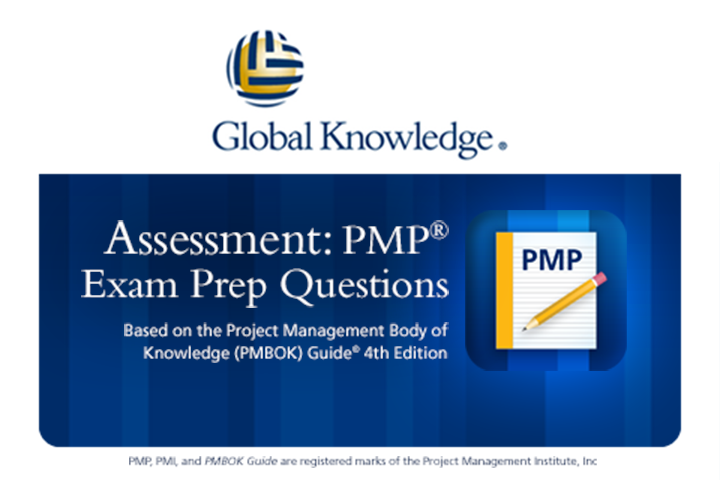 Global Knowledge®
Assessment: PMP®
Exam Prep Questions
Based on the Project Management Body of
Knowledge (PMBOK) Guide® 4th Edition
PMP
PMP, PMI, and PMBOK Guide are registered marks of the Project Management Institute, Inc